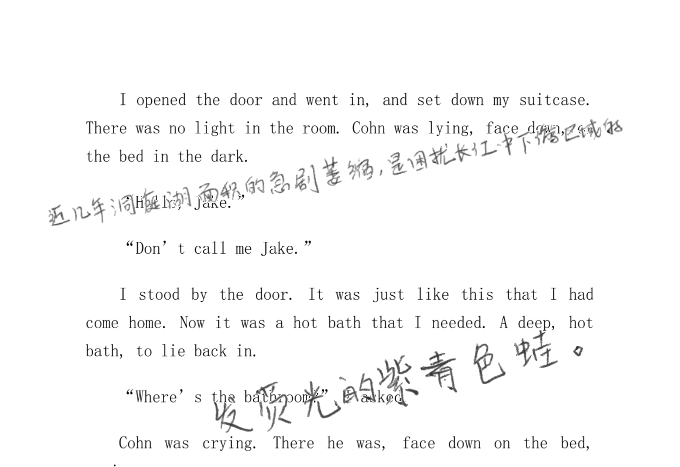 I opened the door and went in, and set down my suitcase.
There was no light in the room. Cohn was lying, face down, on
the bed in the dark.
近几年洞庭湖面积的急剧萎缩,是困扰长江中下游区域的
Jake.”
“Don’t call me Jake.”
I stood by the door. It was just like this that I had
come home. Now it was a hot bath that I needed. A deep, hot
bath, to lie back in.
“Where’s the bathroom?” I asked.
发荧光的紫青色蛙。
Cohn was crying. There he was, face down on the bed,